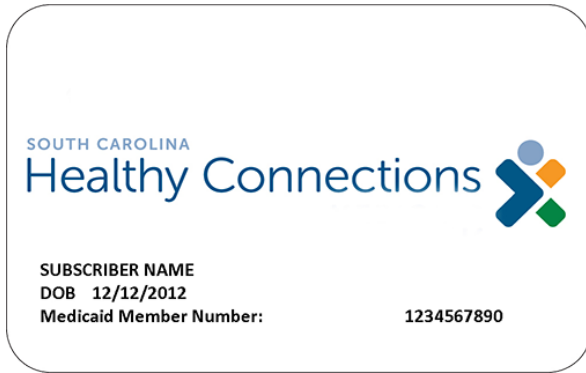 SOUTH CAROLINA
Healthy Connections
SUBSCRIBER NAME
DOB 12/12/2012
Medicaid Member Number: 1234567890